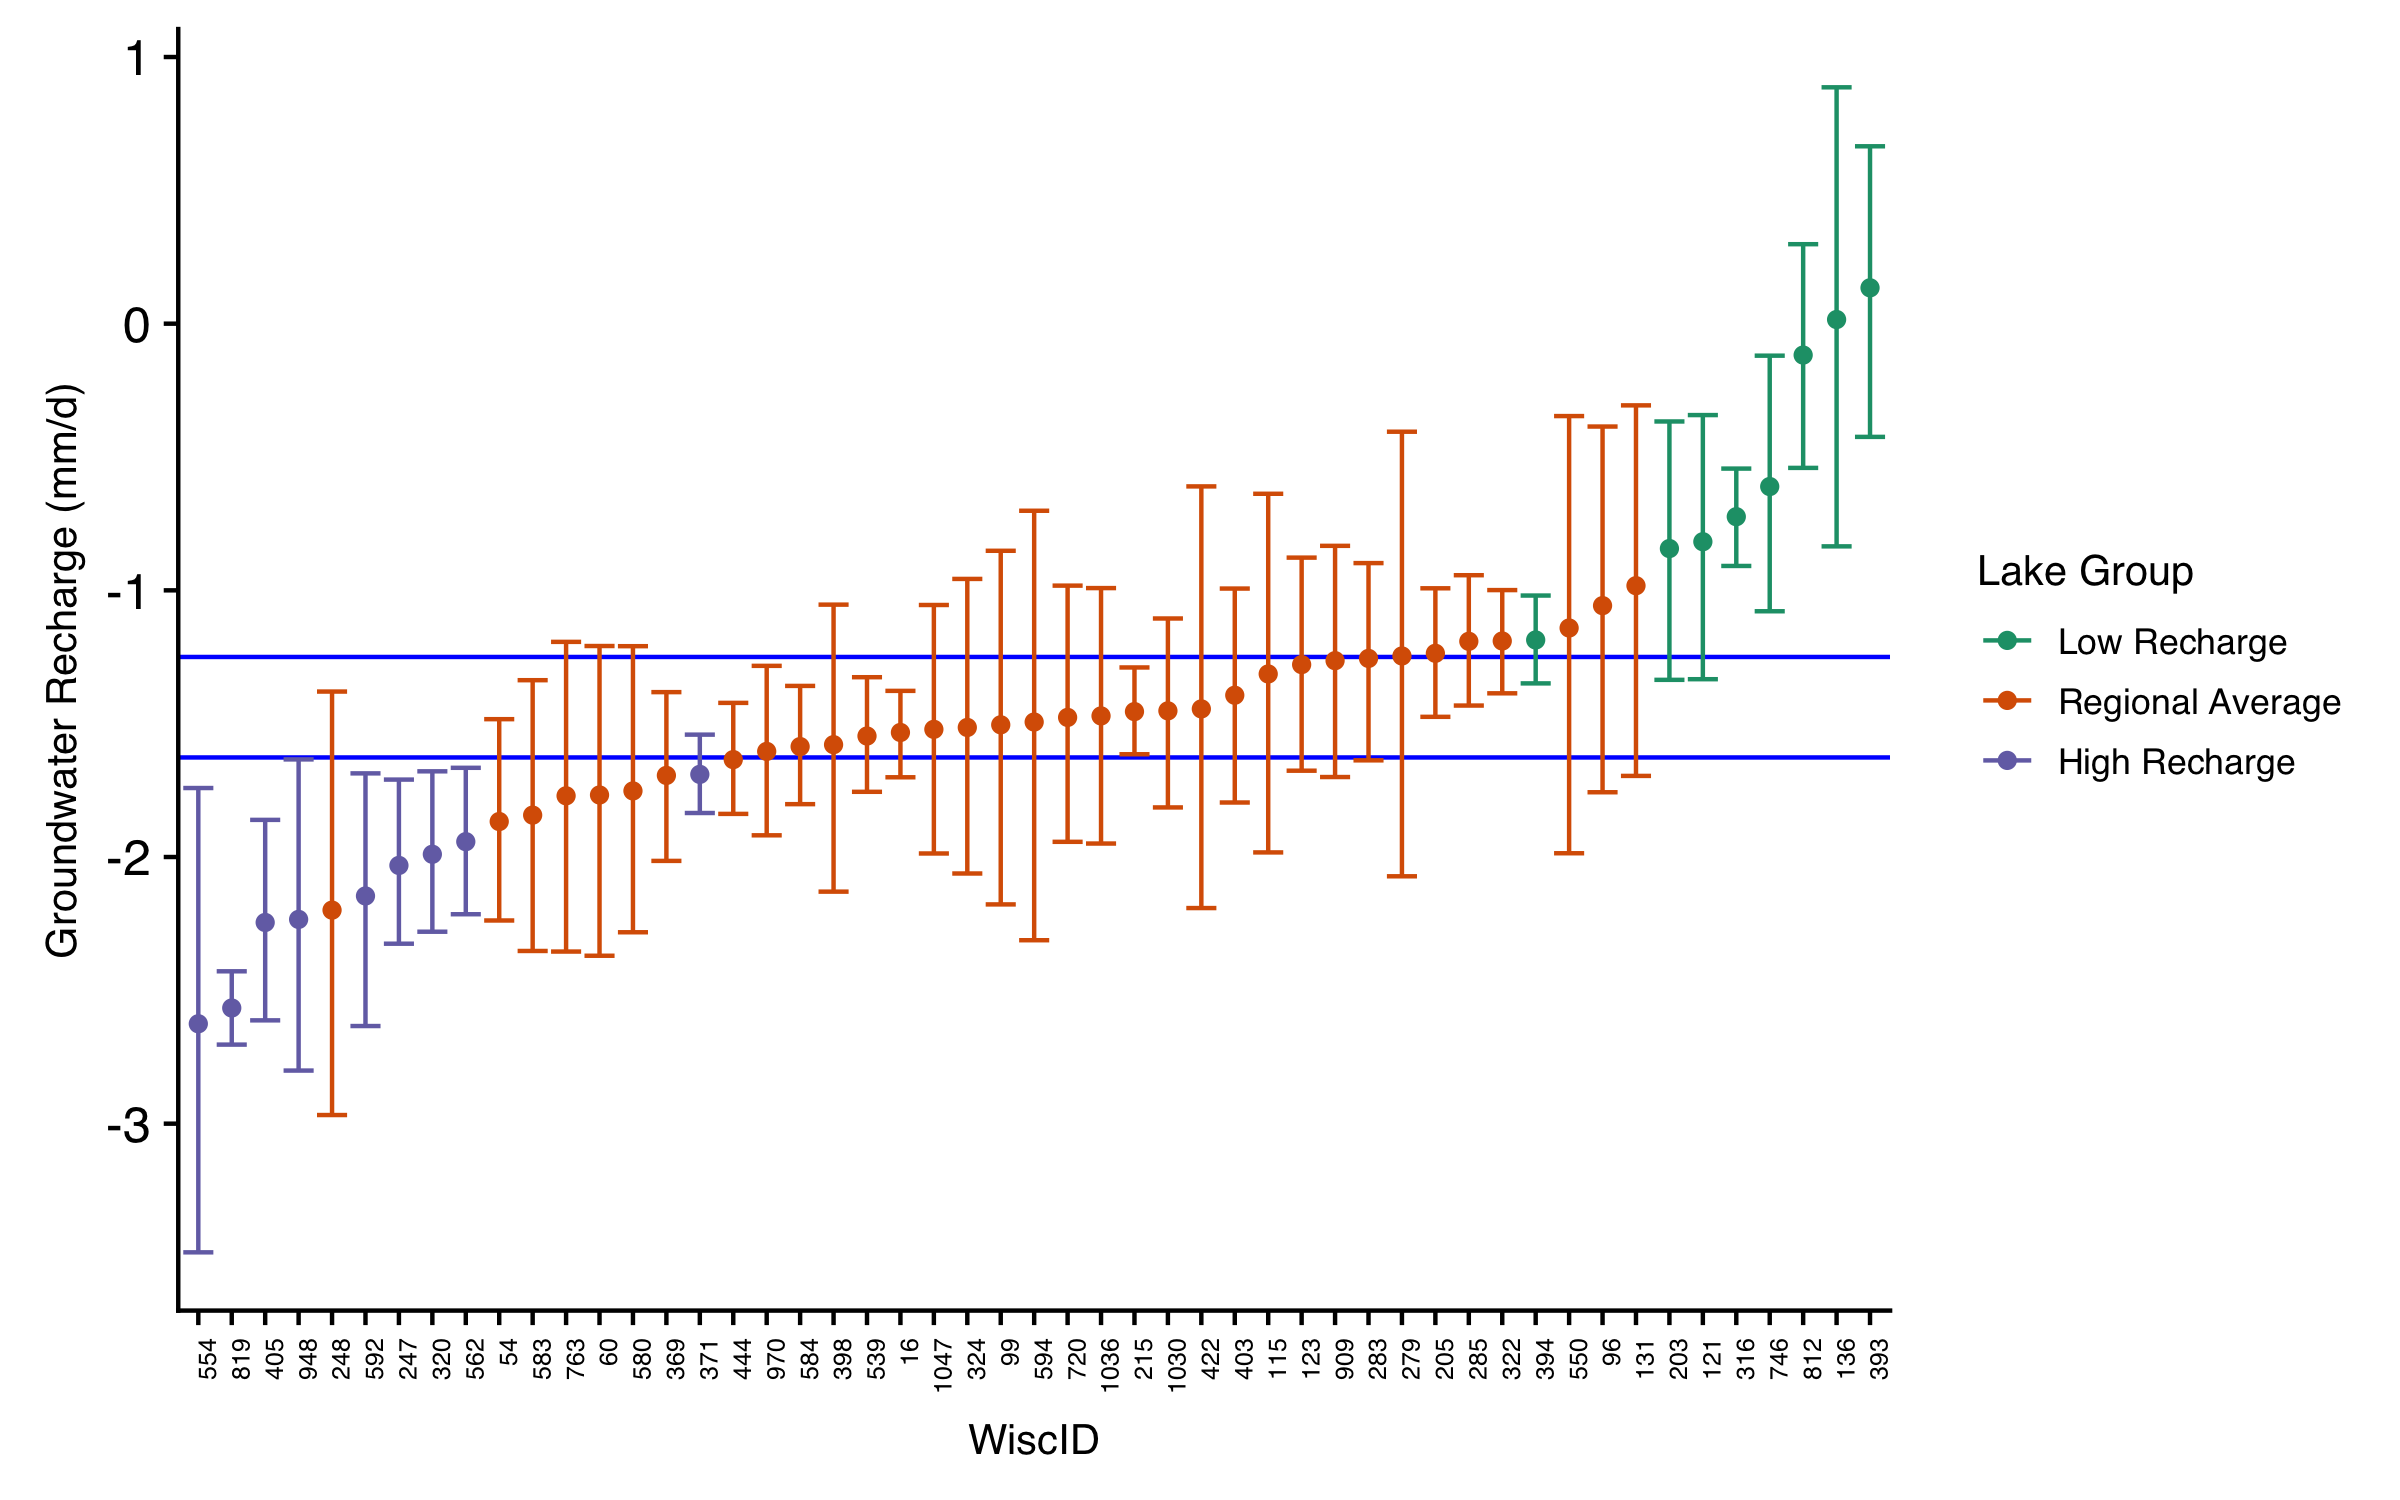 1
0
-1
-2
-3
Groundwater Recharge (mm/d)
554 819 405 948 248 592 247 320 562 54 583 763 60 580 369 371 444 970 584 398 539 16 1047 324 99 594 720 1036 215 1030 422 403 115 123 909 283 279 205 285 322 394 550 96 131 203 121 316 746 812 136 393
WiscID
Lake Group
Low Recharge
Regional Average
High Recharge